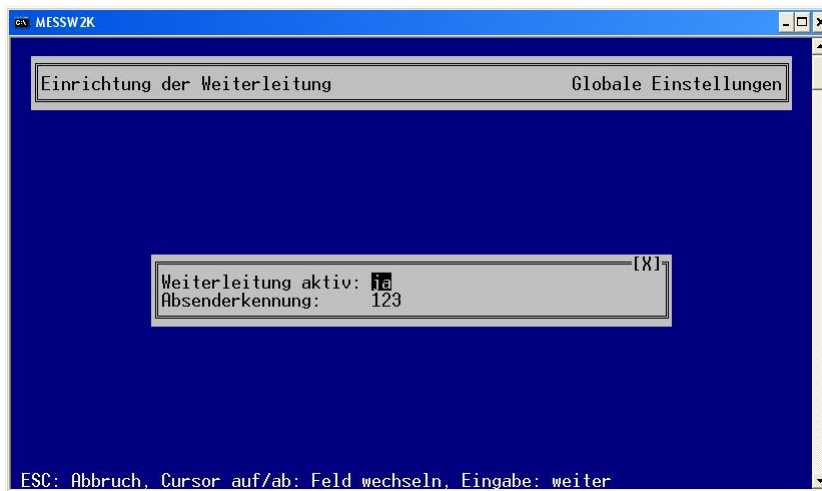 MESSW2K
Einrichtung der Weiterleitung Globale Einstellungen
[X]
Weiterleitung aktiv: ja
Absenderkennung: 123
ESC: Abbruch, Cursor auf/ab: Feld wechseln, Eingabe: weiter